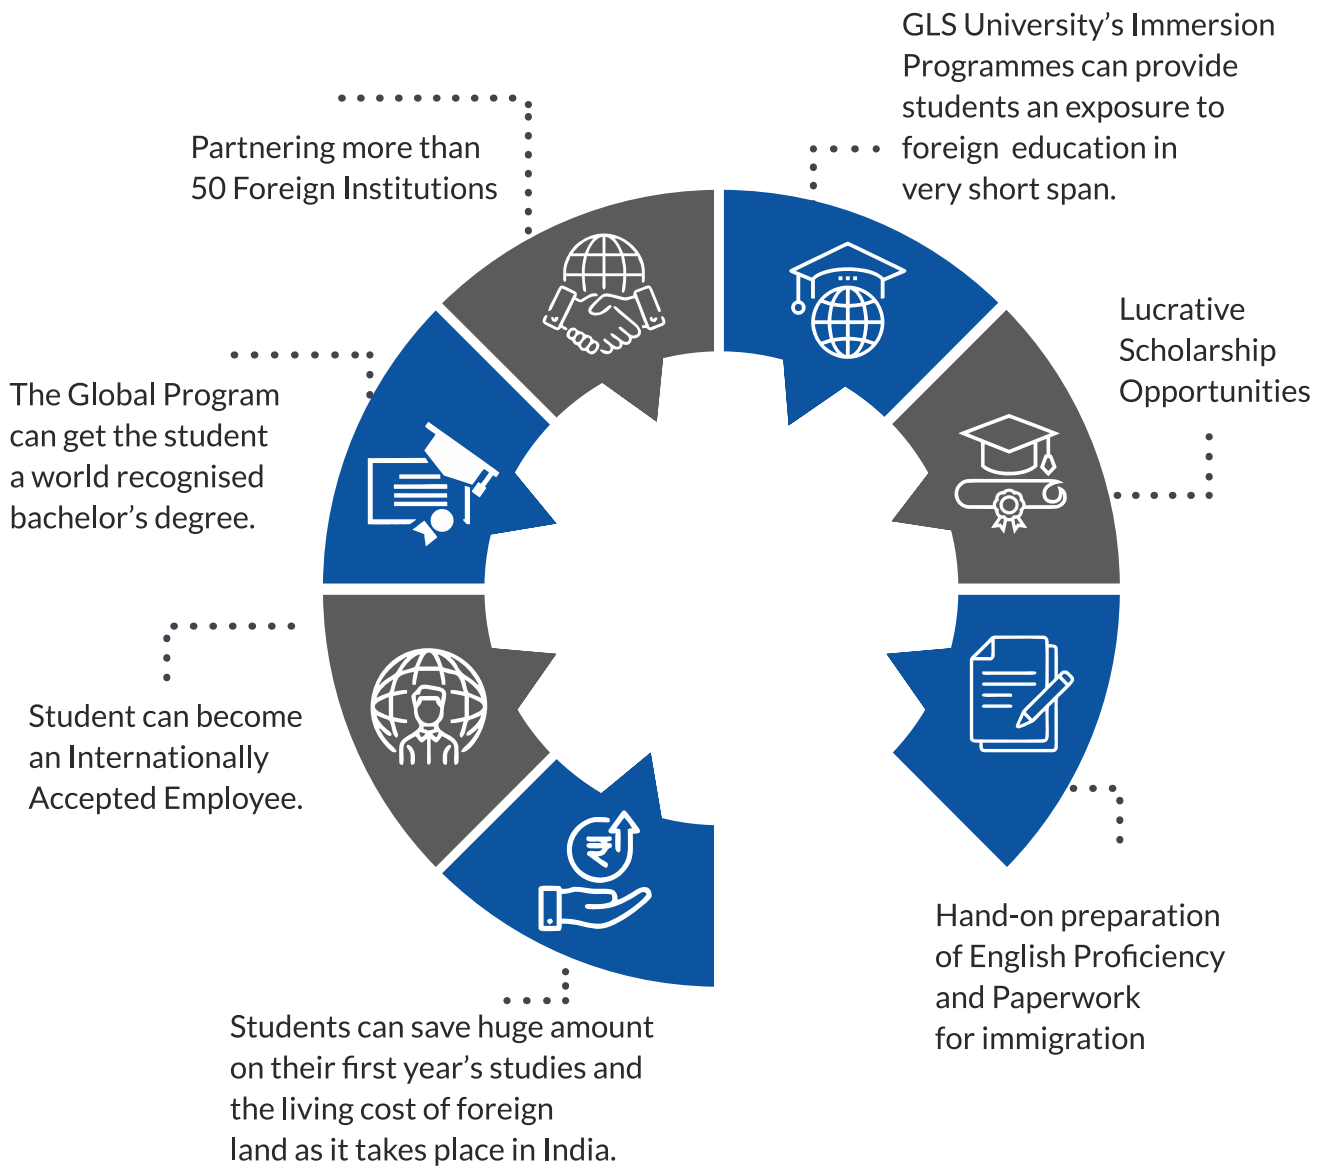 GLS University’s Immersion
Programmes can provide
students an exposure to
foreign education in
very short span.
Partnering more than
50 Foreign Institutions
Lucrative
Scholarship
Opportunities
The Global Program
can get the student
a world recognised
bachelor’s degree.
Student can become
an Internationally
Accepted Employee.
₹
Hand-on preparation
of English Proficiency
and Paperwork
for immigration
Students can save huge amount
on their first year’s studies and
the living cost of foreign
land as it takes place in India.